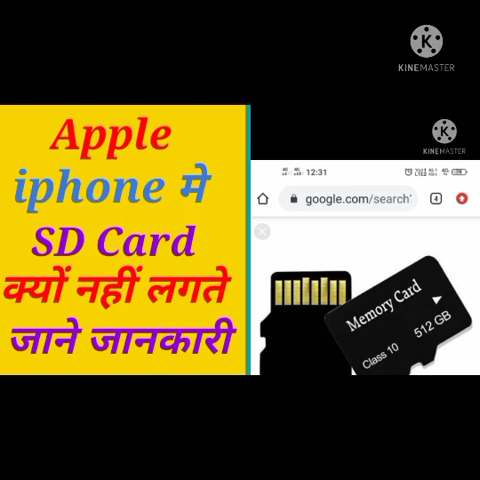 KINEMASTER
KINEMASTER
Apple
iphone मे
SD Card
क्यों नहीं लगते
जाने जानकारी
12:31
google.com/search?
4
Memory Card
Class 10
512 GB